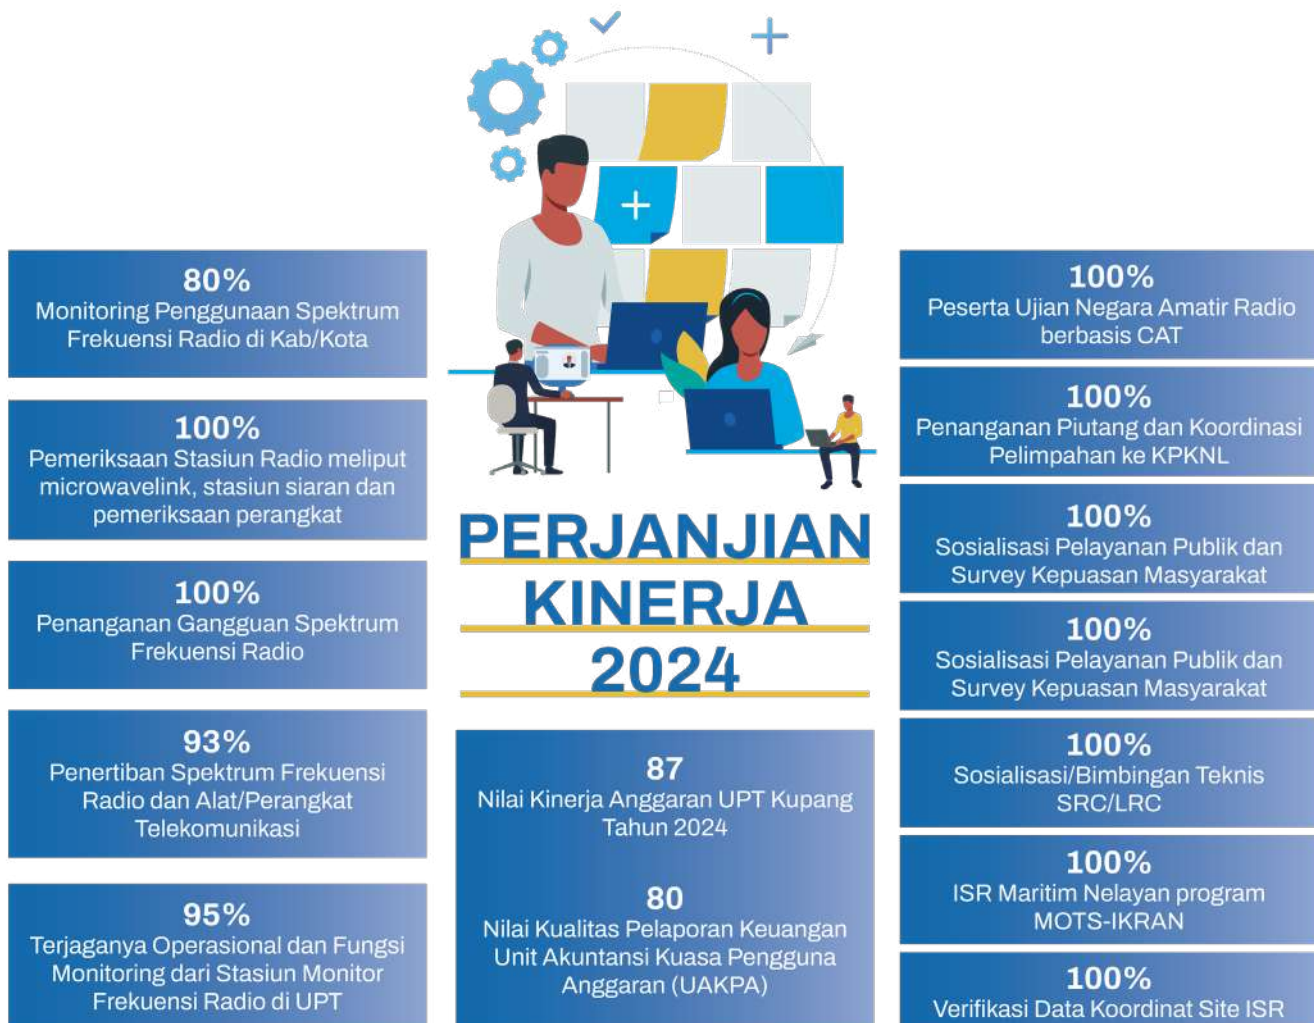 80%
Monitoring Penggunaan Spektrum
Frekuensi Radio di Kab/Kota
100%
Pemeriksaan Stasiun Radio meliput
microwavelink, stasiun siaran dan
pemeriksaan perangkat
100%
Penanganan Gangguan Spektrum
Frekuensi Radio
93%
Penertiban Spektrum Frekuensi
Radio dan Alat/Perangkat
Telekomunikasi
95%
Terjaganya Operasional dan Fungsi
Monitoring dari Stasiun Monitor
Frekuensi Radio di UPT
PERJANJIAN
KINERJA
2024
87
Nilai Kinerja Anggaran UPT Kupang
Tahun 2024
80
Nilai Kualitas Pelaporan Keuangan
Unit Akuntansi Kuasa Pengguna
Anggaran (UAKPA)
100%
Peserta Ujian Negara Amatir Radio
berbasis CAT
100%
Penanganan Piutang dan Koordinasi
Pelimpahan ke KPKNL
100%
Sosialisasi Pelayanan Publik dan
Survey Kepuasan Masyarakat
100%
Sosialisasi Pelayanan Publik dan
Survey Kepuasan Masyarakat
100%
Sosialisasi/Bimbingan Teknis
SRC/LRC
100%
ISR Maritim Nelayan program
MOTS-IKRAN
100%
Verifikasi Data Koordinat Site ISR